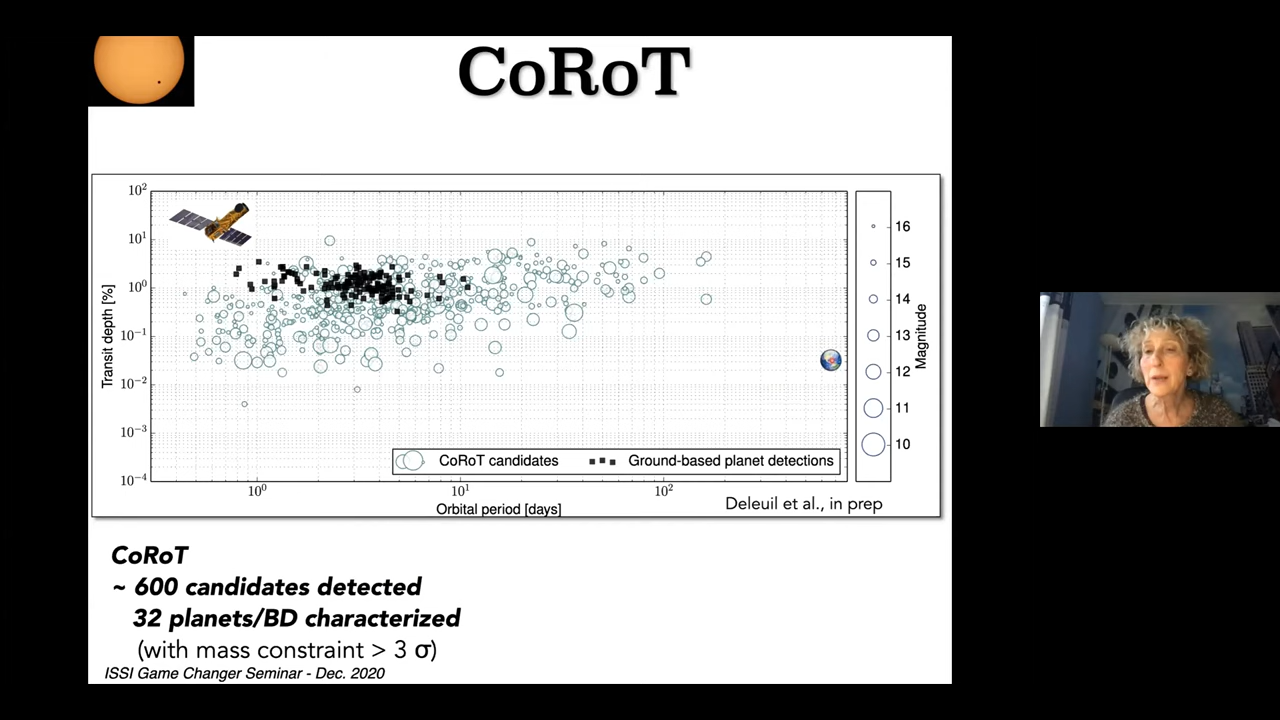 CoRoT
10²
10¹
10⁰
10⁻¹
10⁻²
10⁻³
10⁻⁴
Transit depth [%]
10⁰
10¹
10²
Orbital period [days]
CoRoT candidates
Ground-based planet detections
16
15
14
13
12
11
10
Magnitude
Deleuil et al., in prep
CoRoT
~ 600 candidates detected
32 planets/BD characterized
(with mass constraint > 3 σ)
ISSI Game Changer Seminar - Dec. 2020